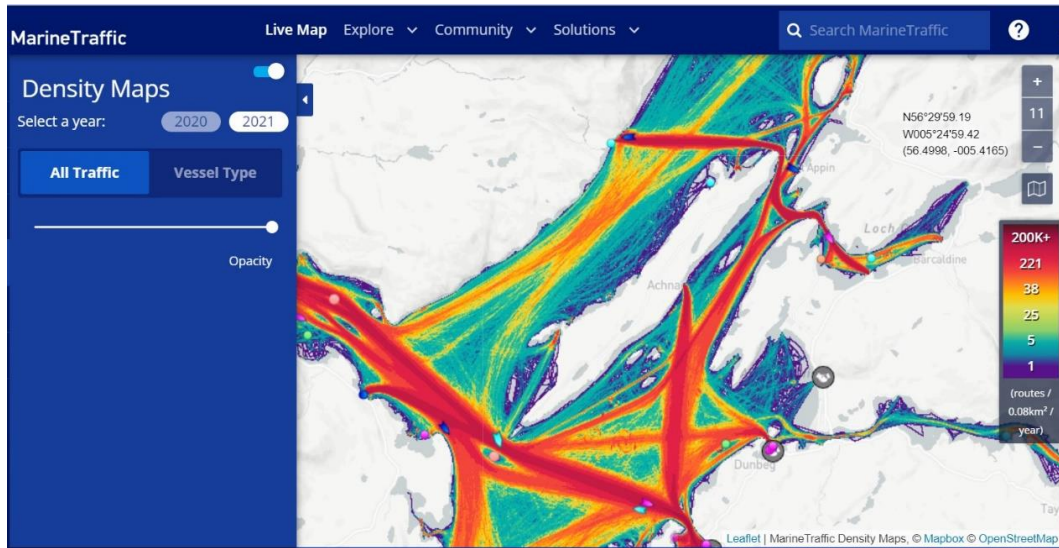 MarineTraffic
Live Map Explore Community Solutions
Search MarineTraffic
?
Density Maps
Select a year: 2020 2021
All Traffic Vessel Type
Opacity
N56°29'59.19
W005°24'59.42
(56.4998, -005.4165)
+
11
−
Appin
Loch
Barcaldine
Achna
Dunbeg
Tay
200K+
221
38
25
5
1
(routes /
0.08km² /
year)
Leaflet | MarineTraffic Density Maps, © Mapbox © OpenStreetMap